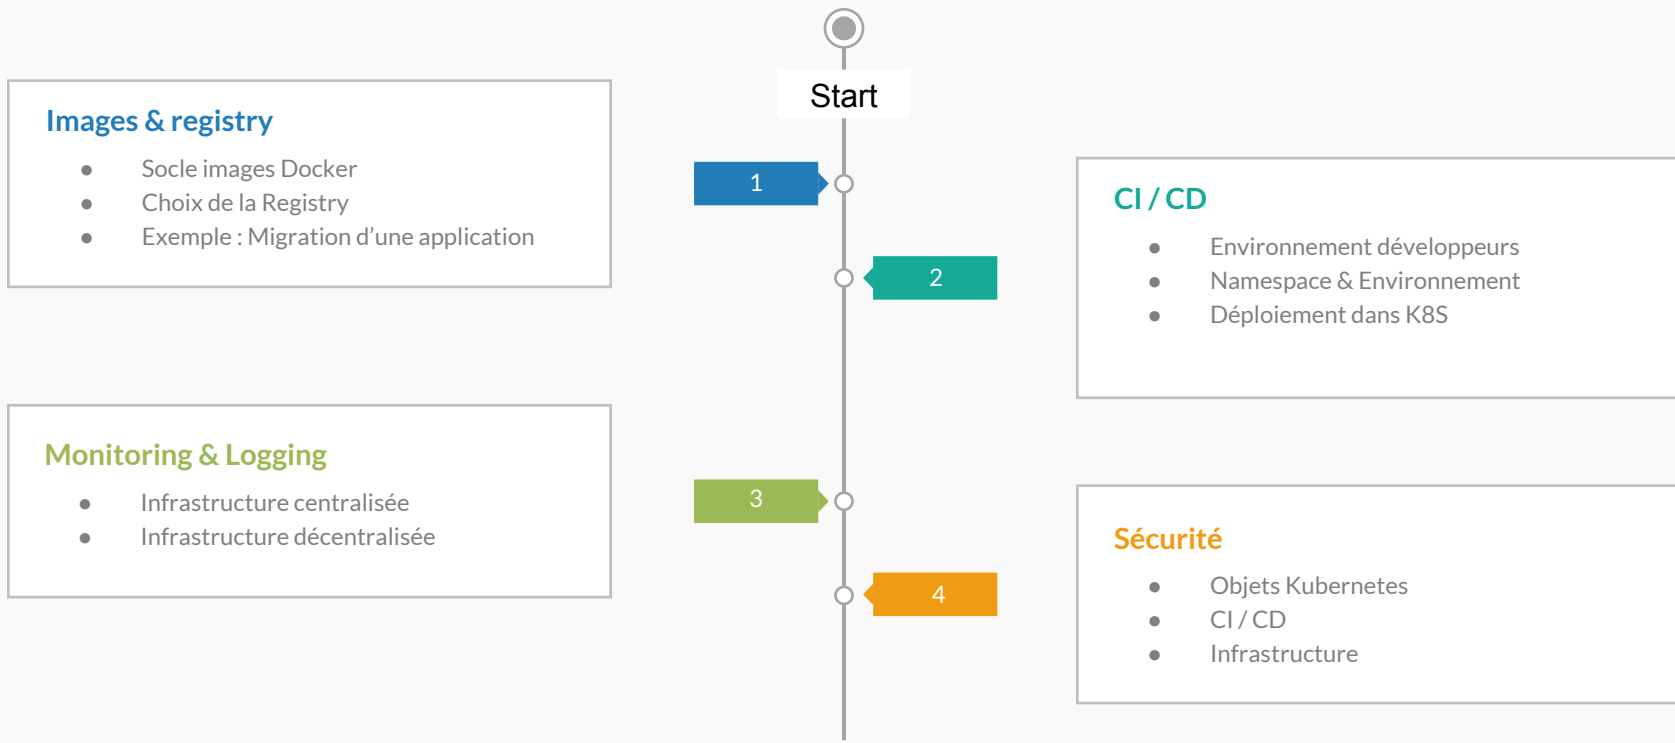 Start
Images & registry
● Socle images Docker
● Choix de la Registry
● Exemple : Migration d’une application
1
CI / CD
● Environnement développeurs
● Namespace & Environnement
● Déploiement dans K8S
2
Monitoring & Logging
● Infrastructure centralisée
● Infrastructure décentralisée
3
Sécurité
● Objets Kubernetes
● CI / CD
● Infrastructure
4